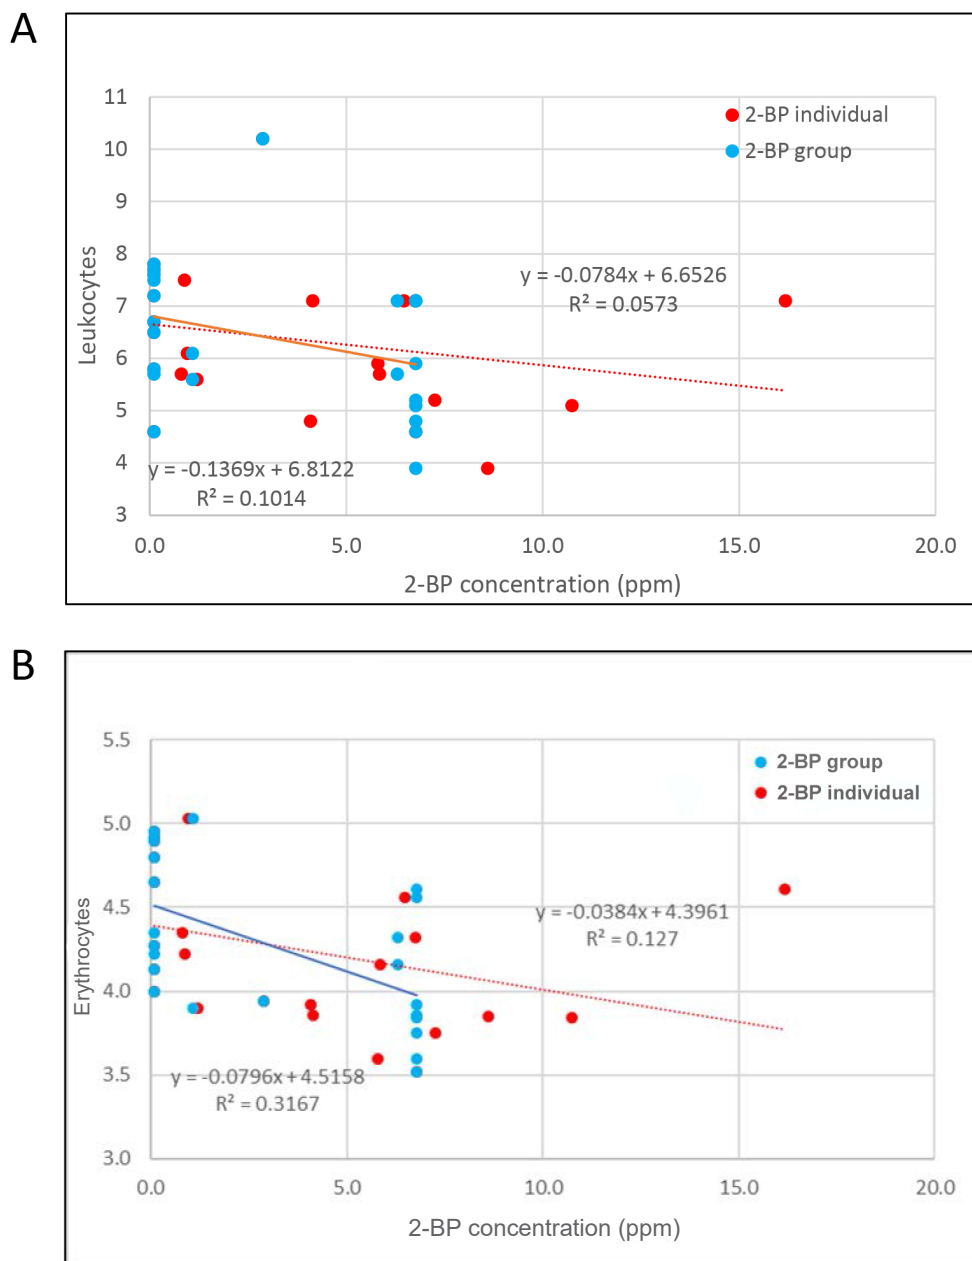 A
11
10
9
8
7
6
5
4
3
Leukocytes
2-BP individual
2-BP group
y = -0.0784x + 6.6526
R² = 0.0573
y = -0.1369x + 6.8122
R² = 0.1014
0.0 5.0 10.0 15.0 20.0
2-BP concentration (ppm)
B
5.5
5.0
4.5
4.0
3.5
3.0
Erythrocytes
2-BP group
2-BP individual
y = -0.0384x + 4.3961
R² = 0.127
y = -0.0796x + 4.5158
R² = 0.3167
0.0 5.0 10.0 15.0 20.0
2-BP concentration (ppm)